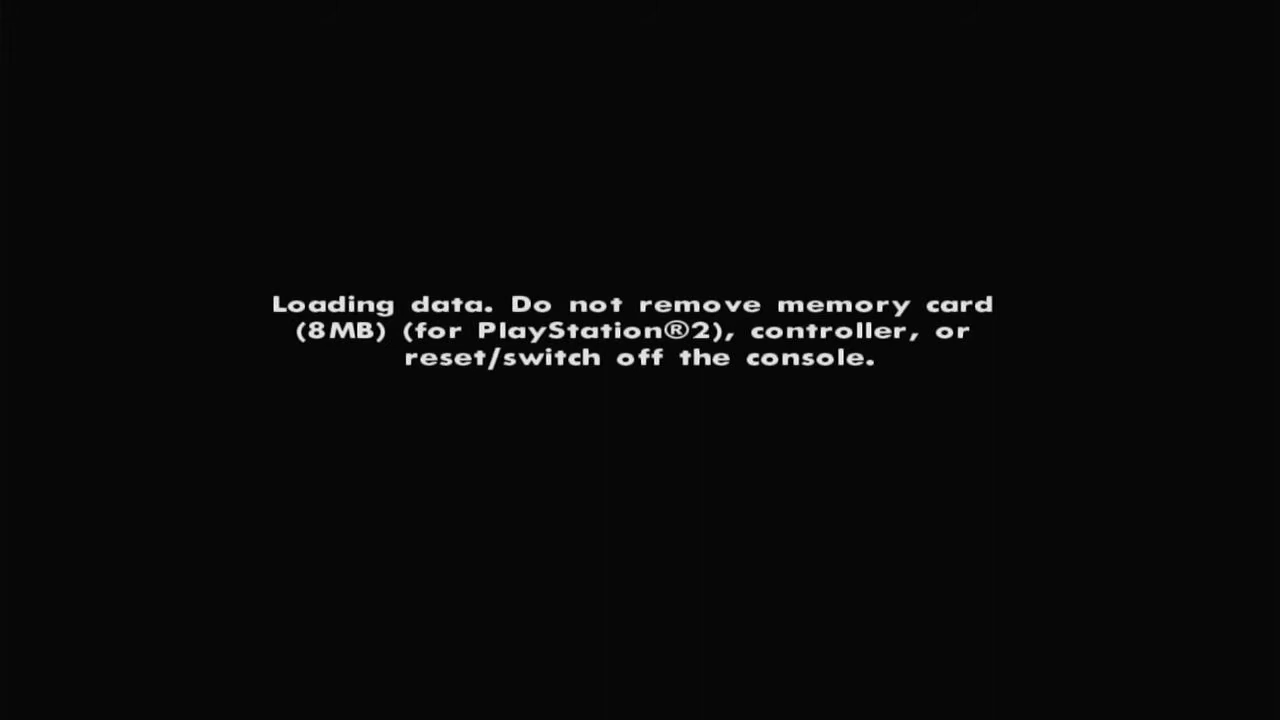 Loading data. Do not remove memory card
(8MB) (for PlayStation®2), controller, or
reset/switch off the console.